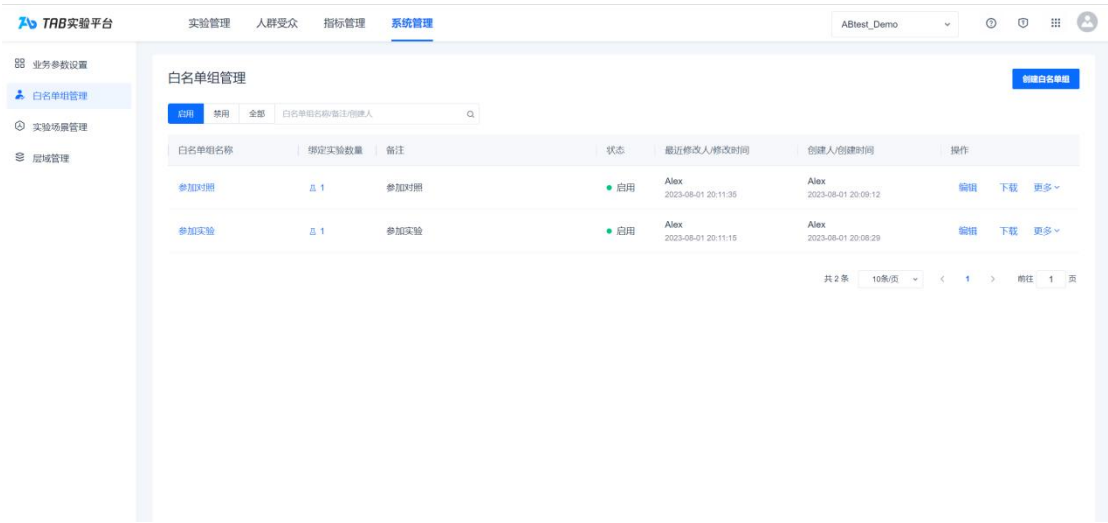 TAB实验平台 实验管理 人群受众 指标管理 系统管理 ABtest_Demo
业务参数设置
白名单组管理
实验场景管理
层域管理
白名单组管理 创建白名单组
启用 禁用 全部 白名单组名称/备注/创建人
白名单组名称 绑定实验数量 备注 状态 最近修改人/修改时间 创建人/创建时间 操作
参加对照 1 参加对照 启用 Alex 2023-08-01 20:11:35 Alex 2023-08-01 20:09:12 编辑 下载 更多
参加实验 1 参加实验 启用 Alex 2023-08-01 20:11:15 Alex 2023-08-01 20:08:29 编辑 下载 更多
共 2 条 10条/页 < 1 > 前往 1 页